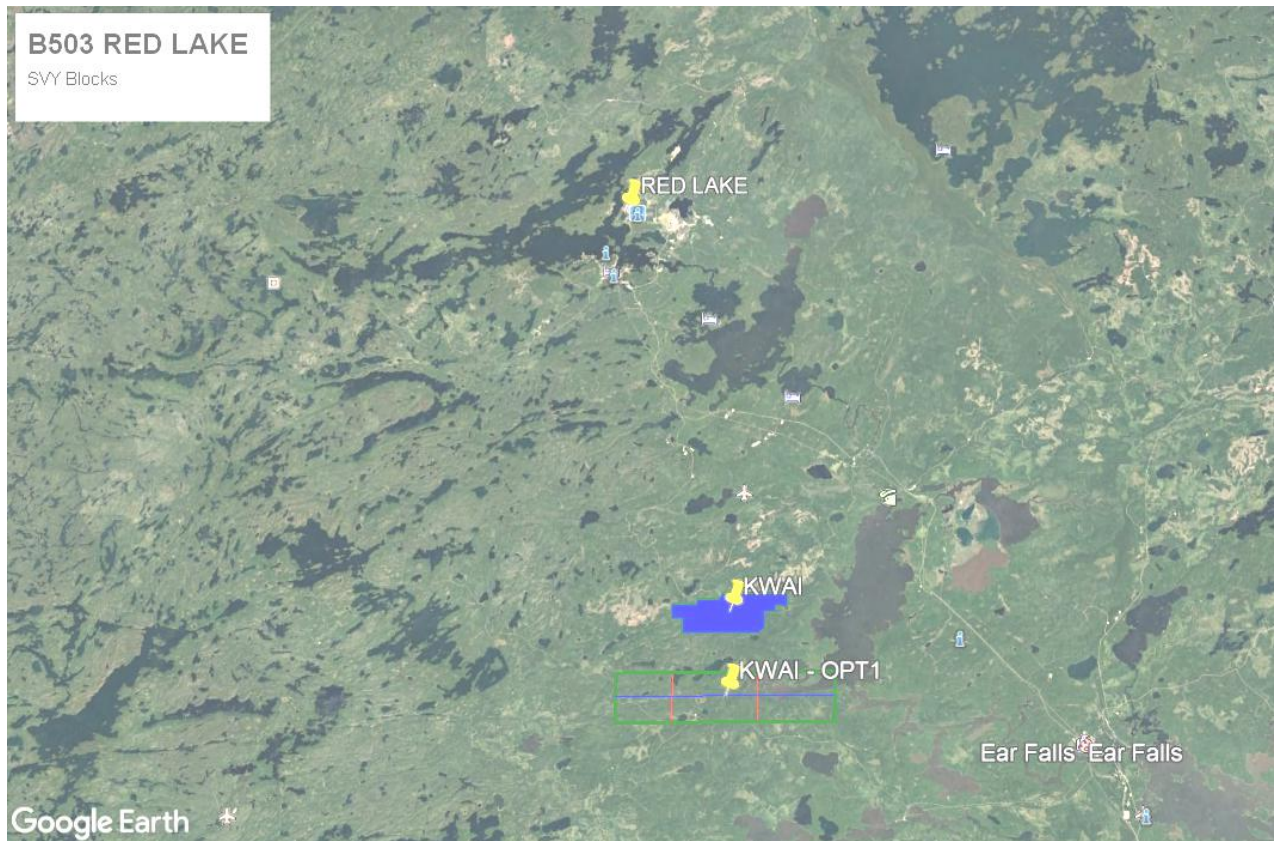 B503 RED LAKE
SVY Blocks
RED LAKE
KWAI
KWAI - OPT1
Ear Falls Ear Falls
Google Earth